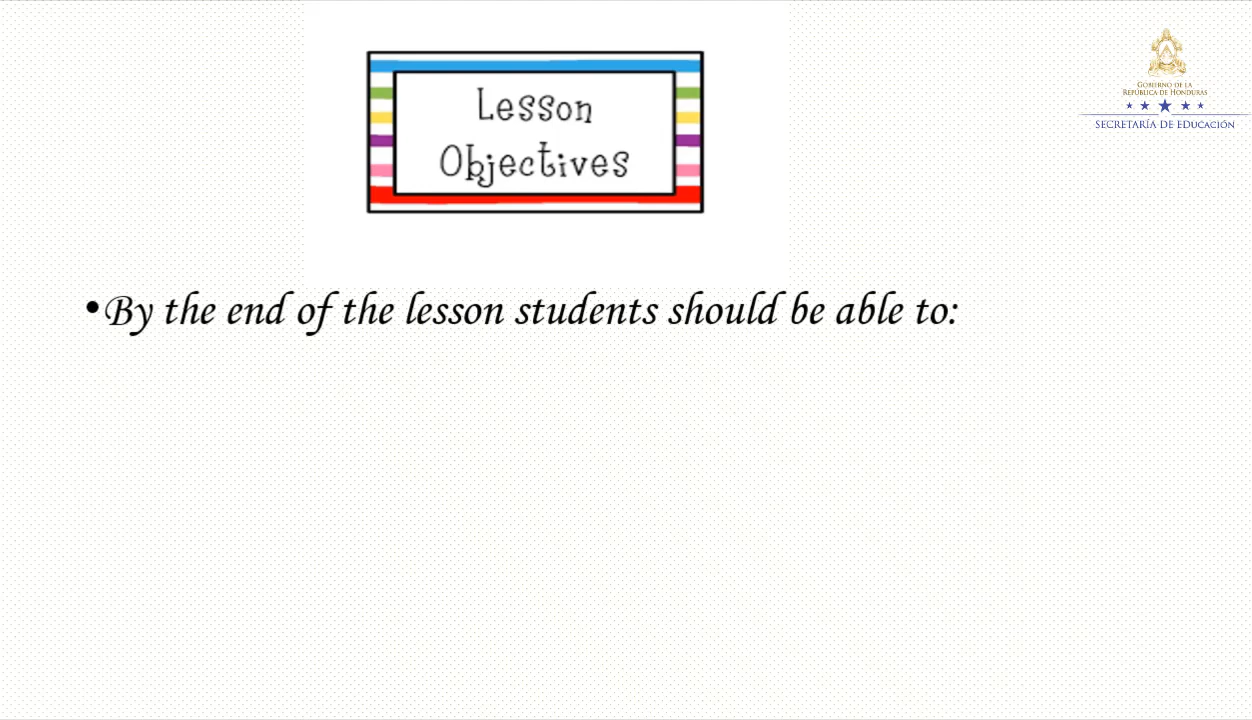 Lesson
Objectives
GOBIERNO DE LA
REPÚBLICA DE HONDURAS
SECRETARÍA DE EDUCACIÓN
•By the end of the lesson students should be able to: